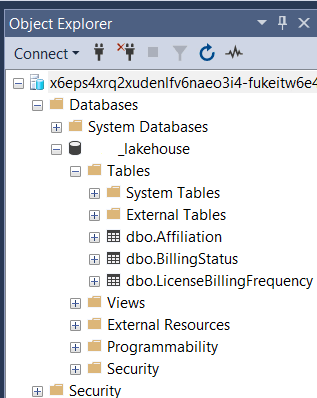 Object Explorer
Connect
x6eps4xrq2xudenlfv6naeo3i4-fukeitw6e4
Databases
System Databases
_lakehouse
Tables
System Tables
External Tables
dbo.Affiliation
dbo.BillingStatus
dbo.LicenseBillingFrequency
Views
External Resources
Programmability
Security
Security